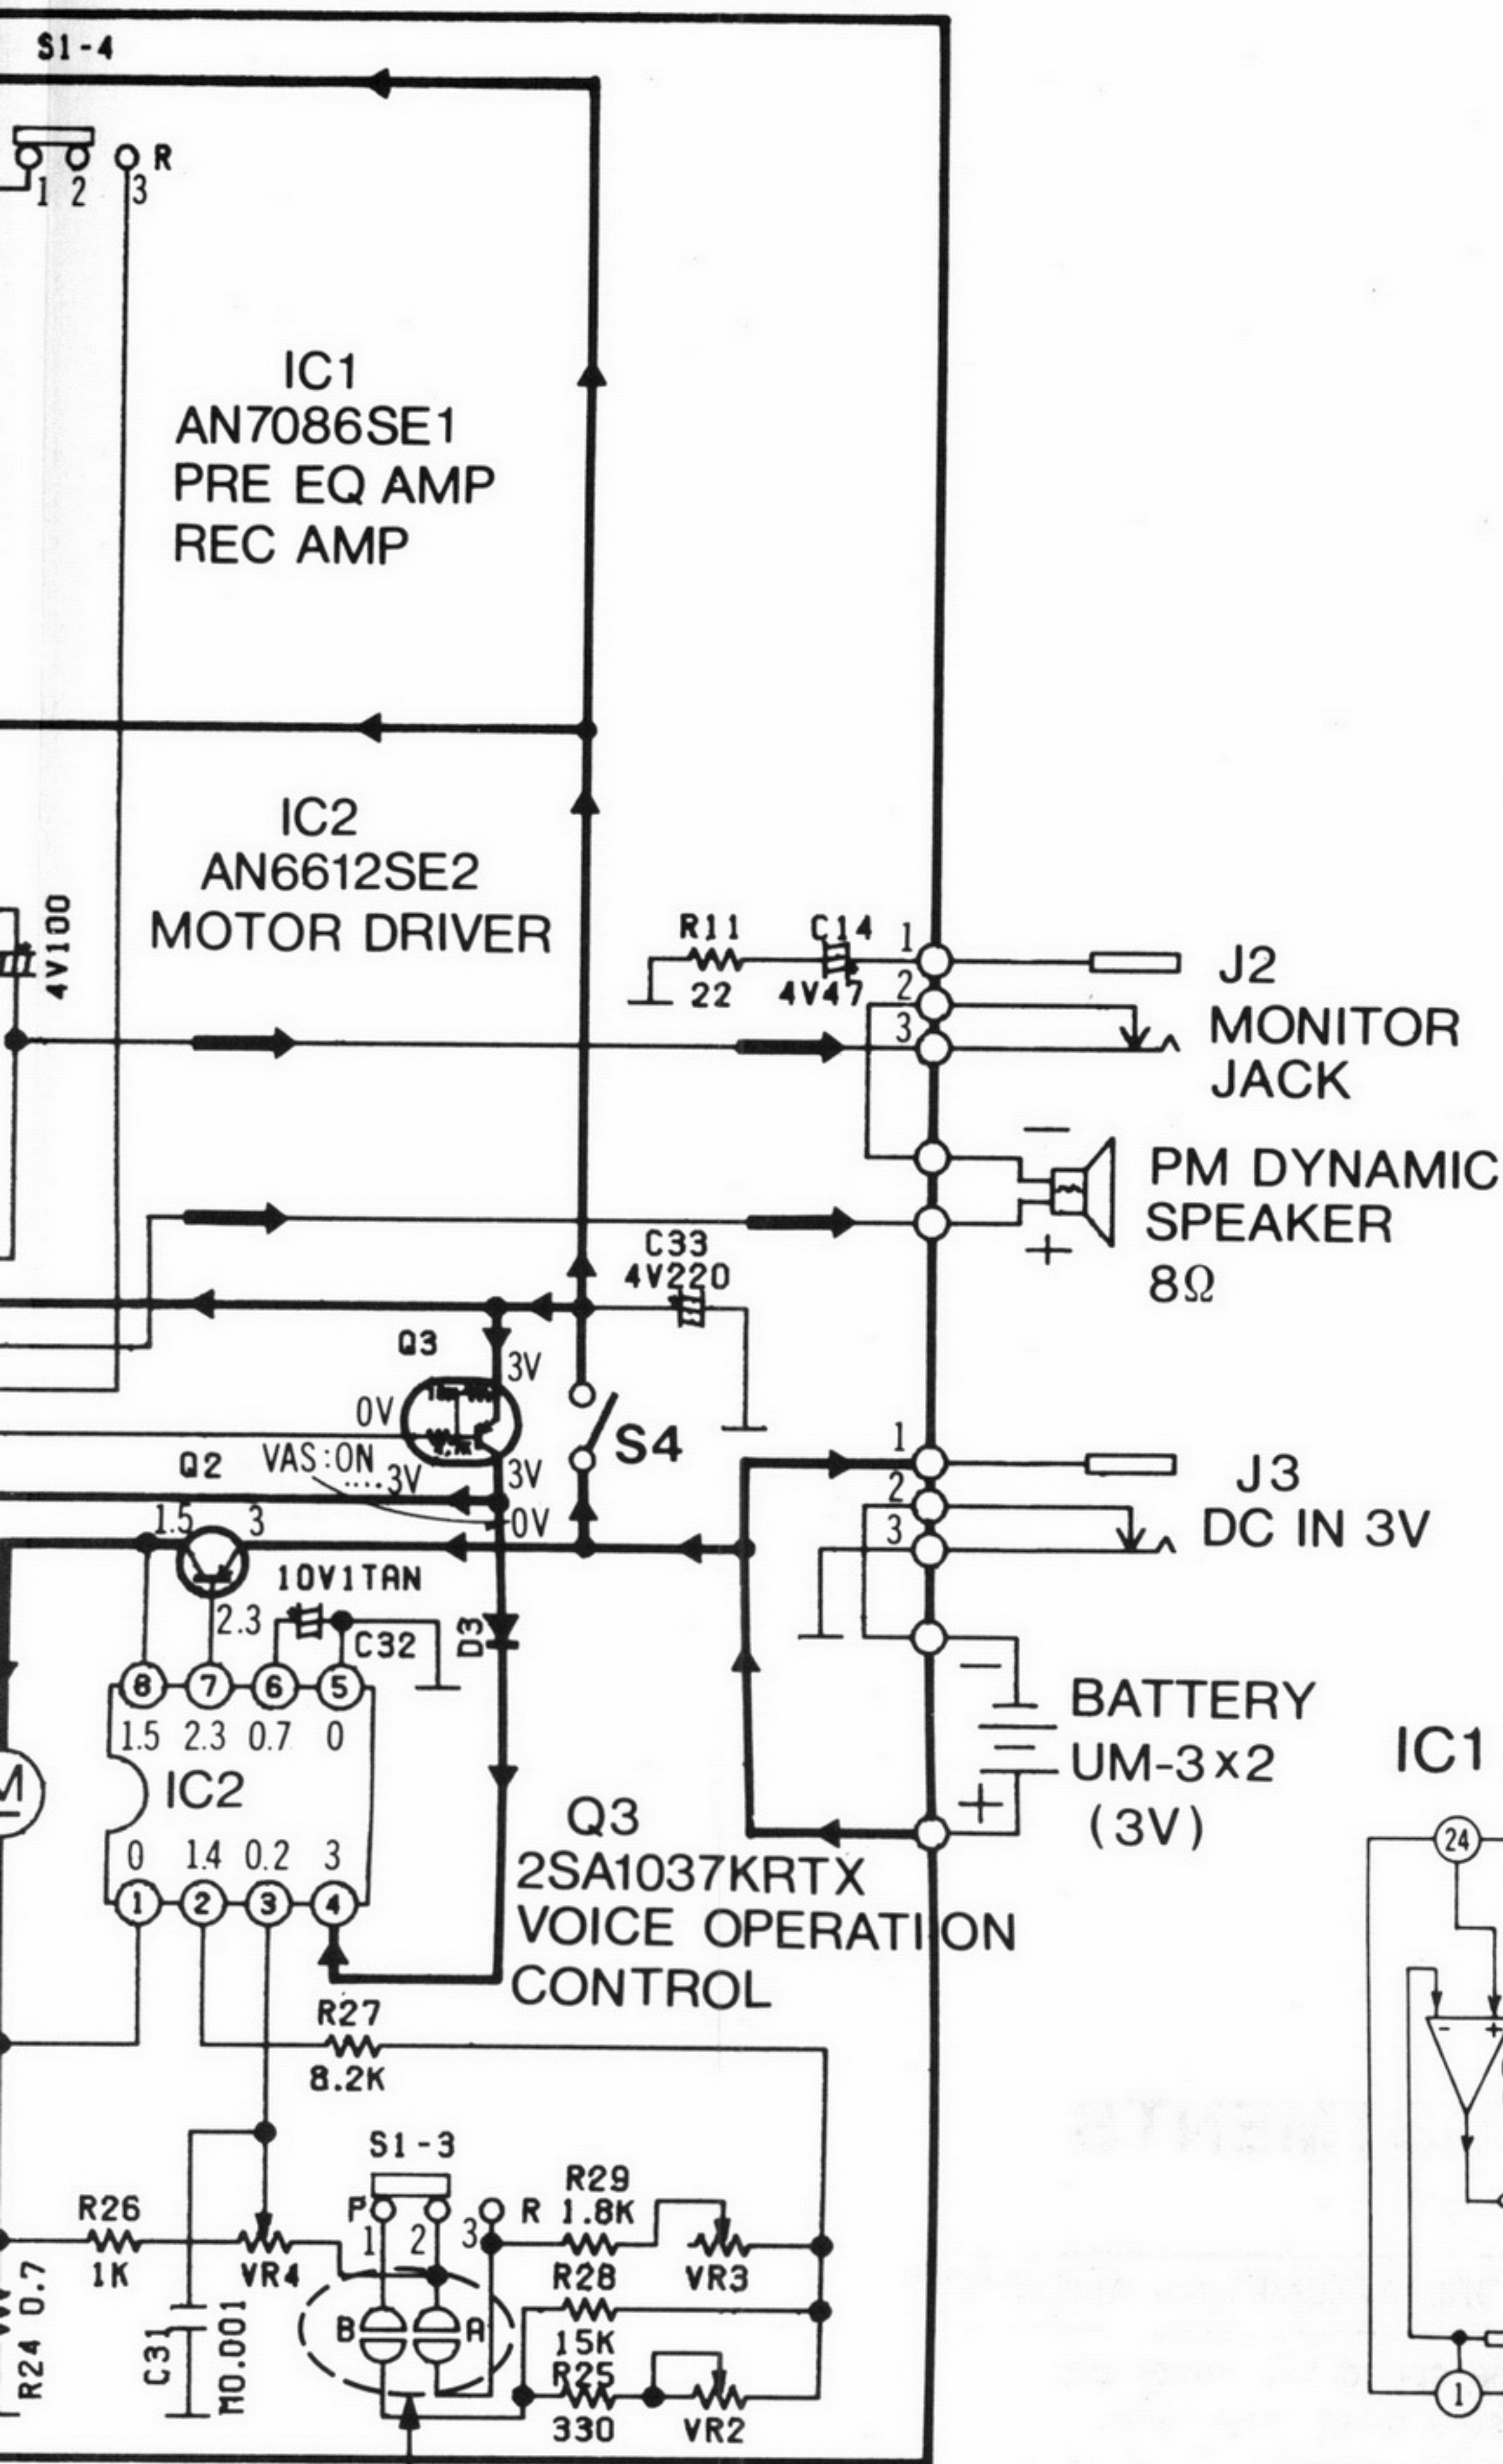 S1-4
R
1 2 3
IC1
AN7086SE1
PRE EQ AMP
REC AMP
IC2
AN6612SE2
MOTOR DRIVER
4V100
R11 C14
22 4V47
1
2
3
J2
MONITOR
JACK
−
PM DYNAMIC
SPEAKER
8Ω
+
C33
4V220
Q3
3V
0V
S4
VAS:ON
....3V
3V
0V
Q2
1.5 3
10V1TAN
2.3
C32
D3
1
2
3
J3
DC IN 3V
−
BATTERY
UM-3x2
(3V)
+
8 7 6 5
1.5 2.3 0.7 0
IC2
M
0 1.4 0.2 3
1 2 3 4
Q3
2SA1037KRTX
VOICE OPERATION
CONTROL
R27
8.2K
S1-3
P R
1 2 3
R29
1.8K
R26
1K
VR4
R28
15K
VR3
B A
R25
330
VR2
R24 0.7
C31
M0.001
IC1
24
- +
1